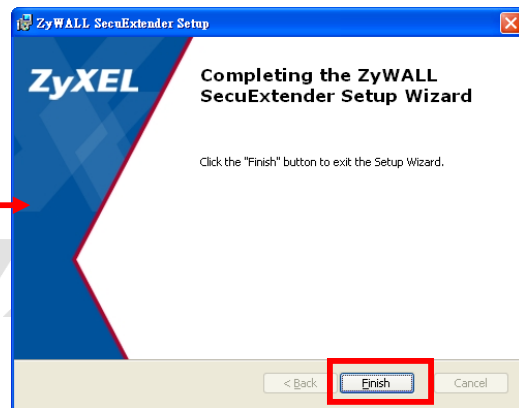 ZyWALL SecuExtender Setup
ZyXEL
Completing the ZyWALL
SecuExtender Setup Wizard
Click the "Finish" button to exit the Setup Wizard.
< Back
Finish
Cancel